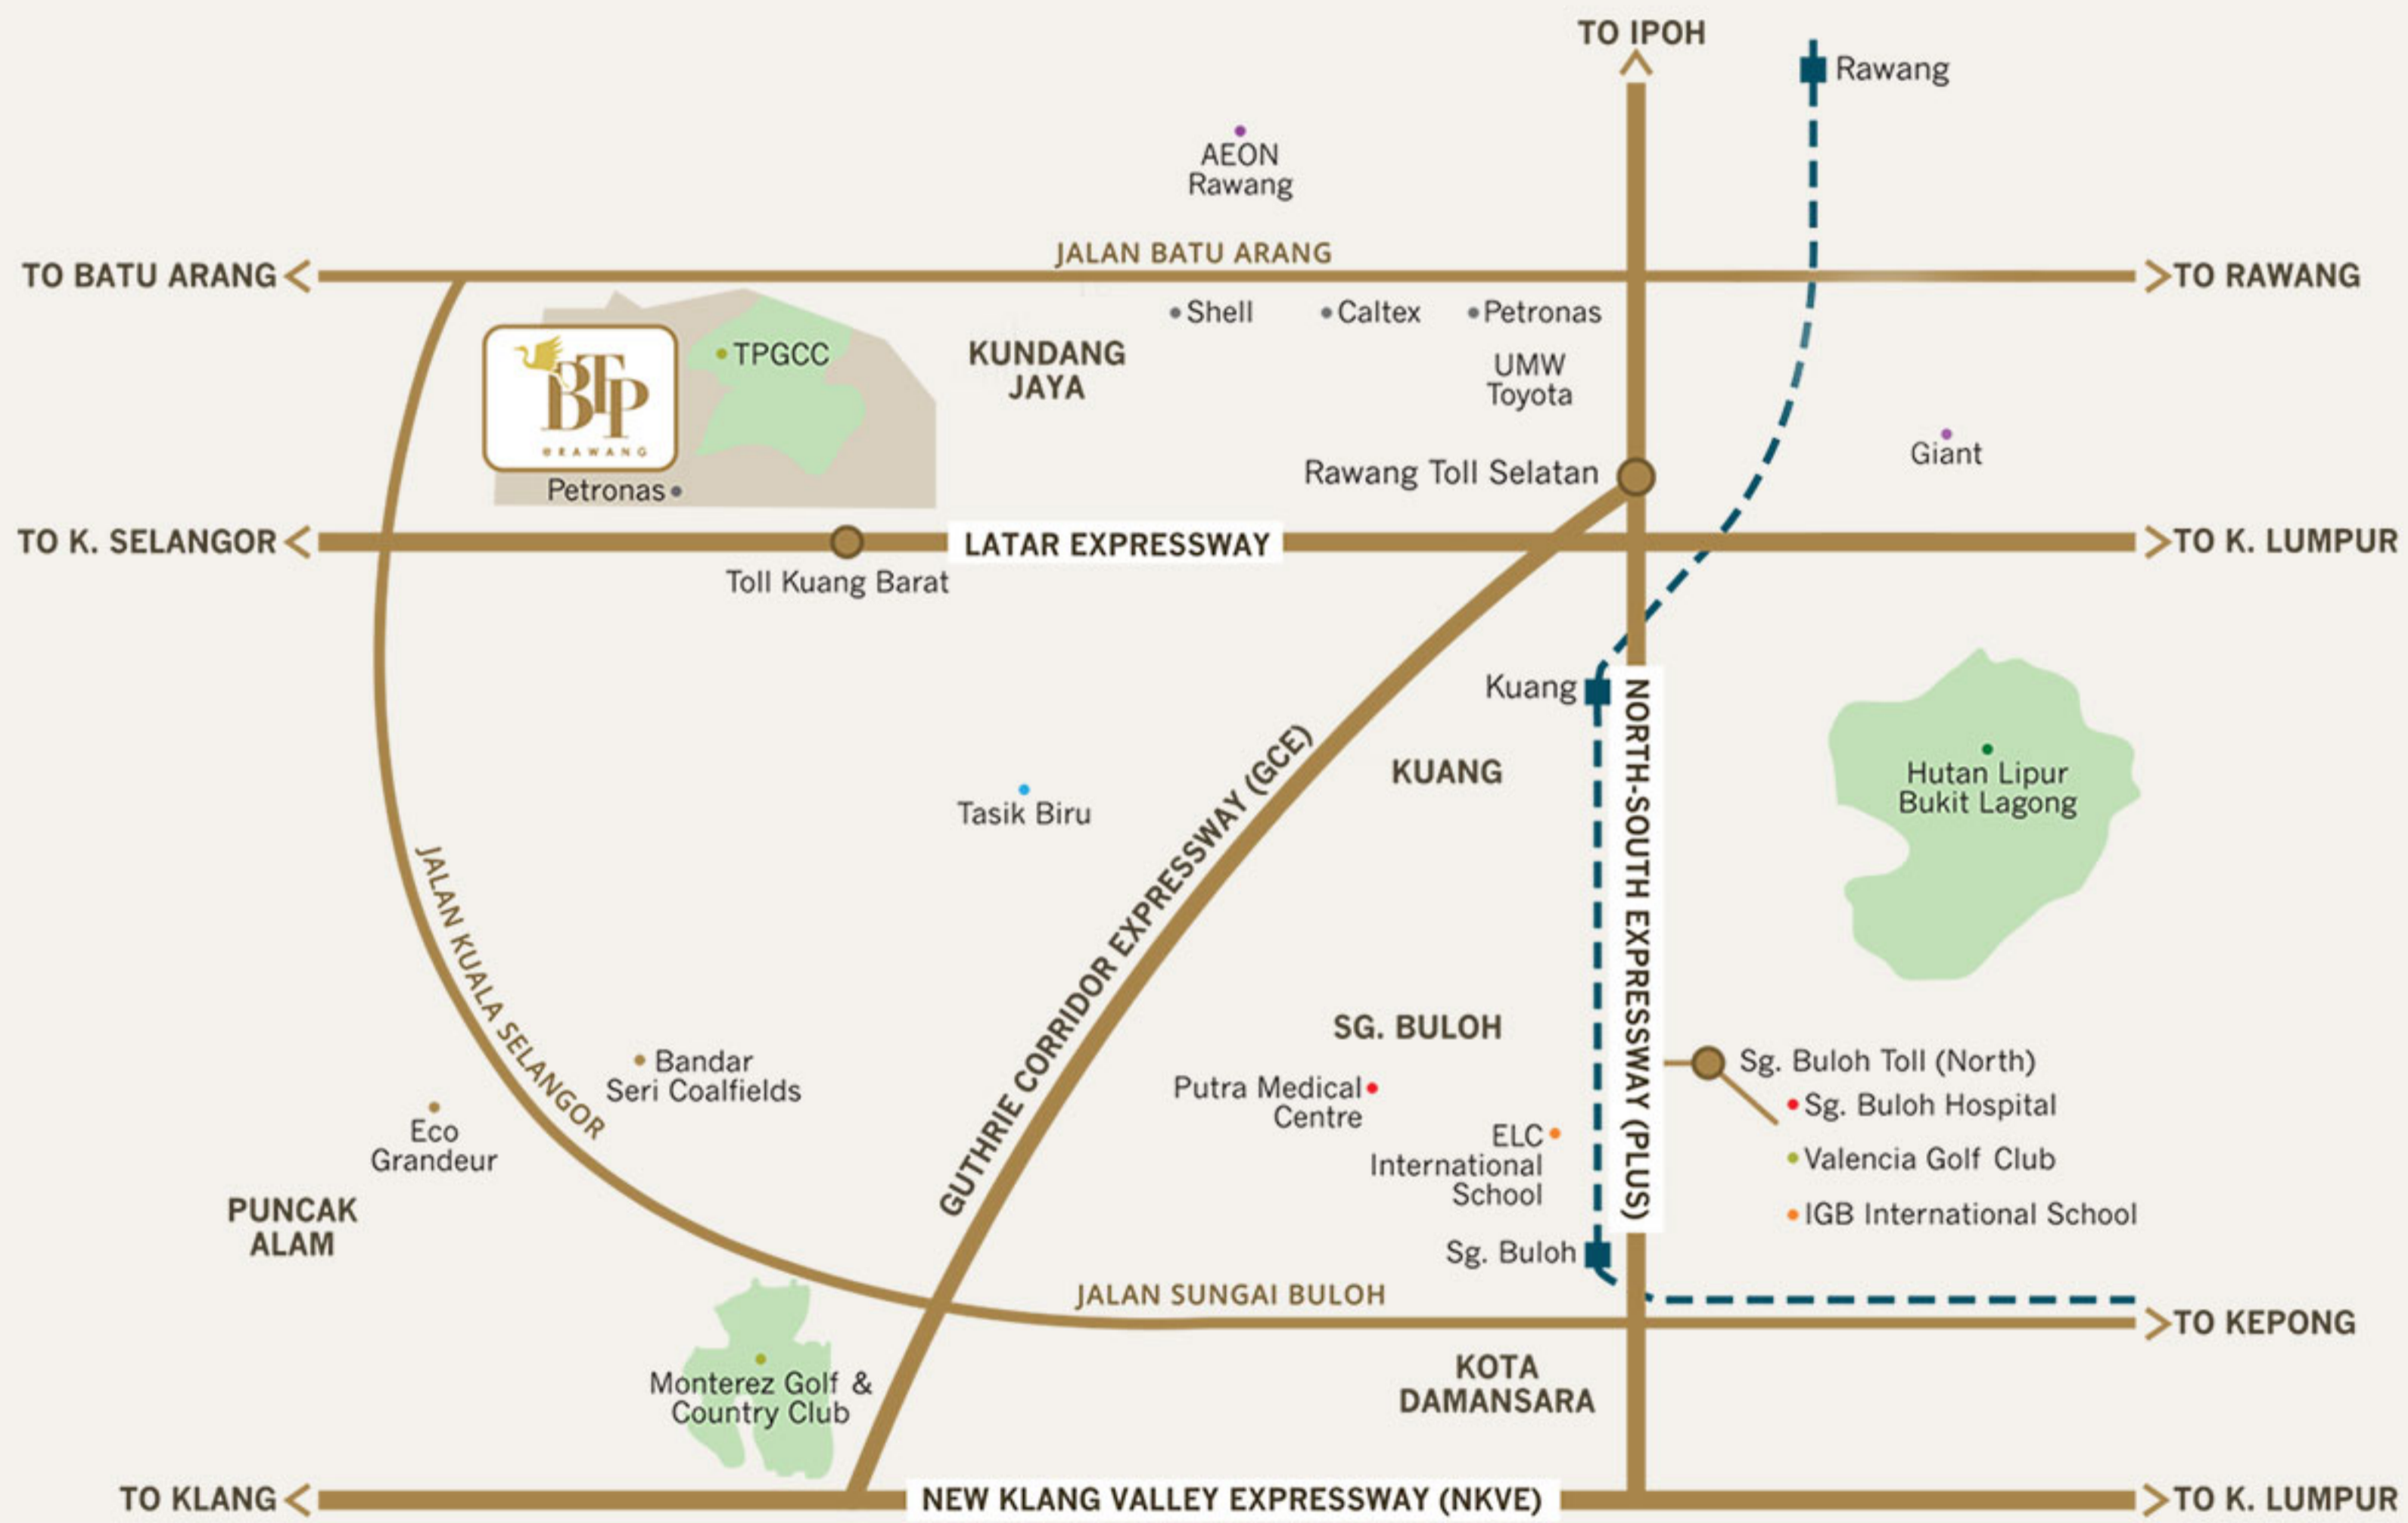 TO IPOH
Rawang
AEON
Rawang
JALAN BATU ARANG
TO BATU ARANG
TO RAWANG
Shell
Caltex
Petronas
TPGCC
KUNDANG
JAYA
UMW
Toyota
BTP
@RAWANG
Giant
Rawang Toll Selatan
Petronas
TO K. SELANGOR
LATAR EXPRESSWAY
TO K. LUMPUR
Toll Kuang Barat
Kuang
NORTH-SOUTH EXPRESSWAY (PLUS)
GUTHRIE CORRIDOR EXPRESSWAY (GCE)
KUANG
Hutan Lipur
Bukit Lagong
Tasik Biru
JALAN KUALA SELANGOR
SG. BULOH
Bandar
Seri Coalfields
Sg. Buloh Toll (North)
Putra Medical
Centre
Sg. Buloh Hospital
Eco
Grandeur
ELC
International
School
Valencia Golf Club
IGB International School
PUNCAK
ALAM
Sg. Buloh
JALAN SUNGAI BULOH
TO KEPONG
Monterez Golf &
Country Club
KOTA
DAMANSARA
TO KLANG
NEW KLANG VALLEY EXPRESSWAY (NKVE)
TO K. LUMPUR